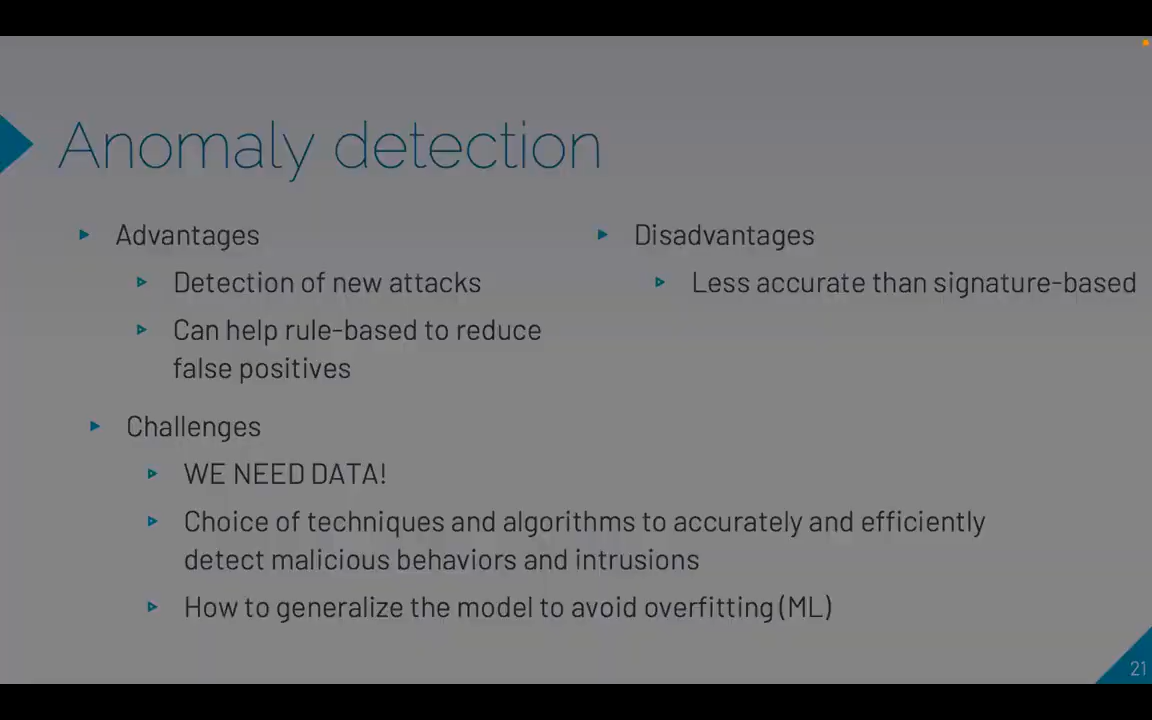 Anomaly detection
Advantages
Detection of new attacks
Can help rule-based to reduce
false positives
Disadvantages
Less accurate than signature-based
Challenges
WE NEED DATA!
Choice of techniques and algorithms to accurately and efficiently
detect malicious behaviors and intrusions
How to generalize the model to avoid overfitting (ML)
21